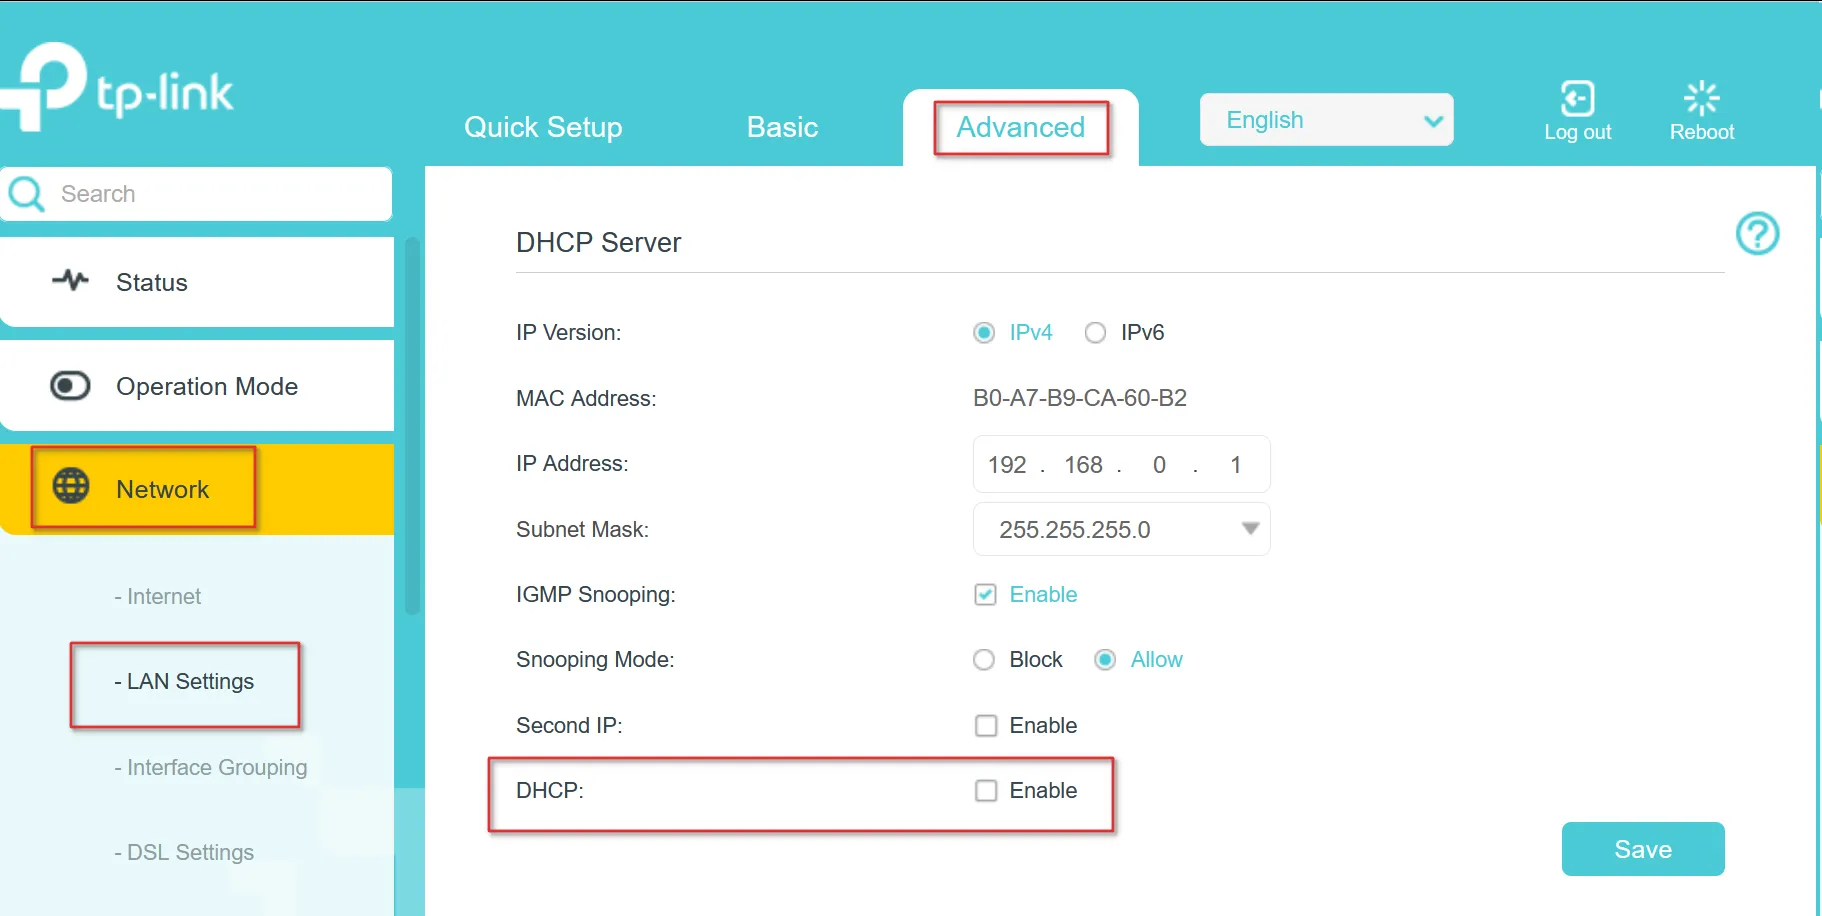 tp-link
Quick Setup
Basic
Advanced
English
Log out
Reboot
Search
Status
Operation Mode
Network
- Internet
- LAN Settings
- Interface Grouping
- DSL Settings
DHCP Server
?
IP Version: IPv4 IPv6
MAC Address: B0-A7-B9-CA-60-B2
IP Address: 192 . 168 . 0 . 1
Subnet Mask: 255.255.255.0
IGMP Snooping: Enable
Snooping Mode: Block Allow
Second IP: Enable
DHCP: Enable
Save